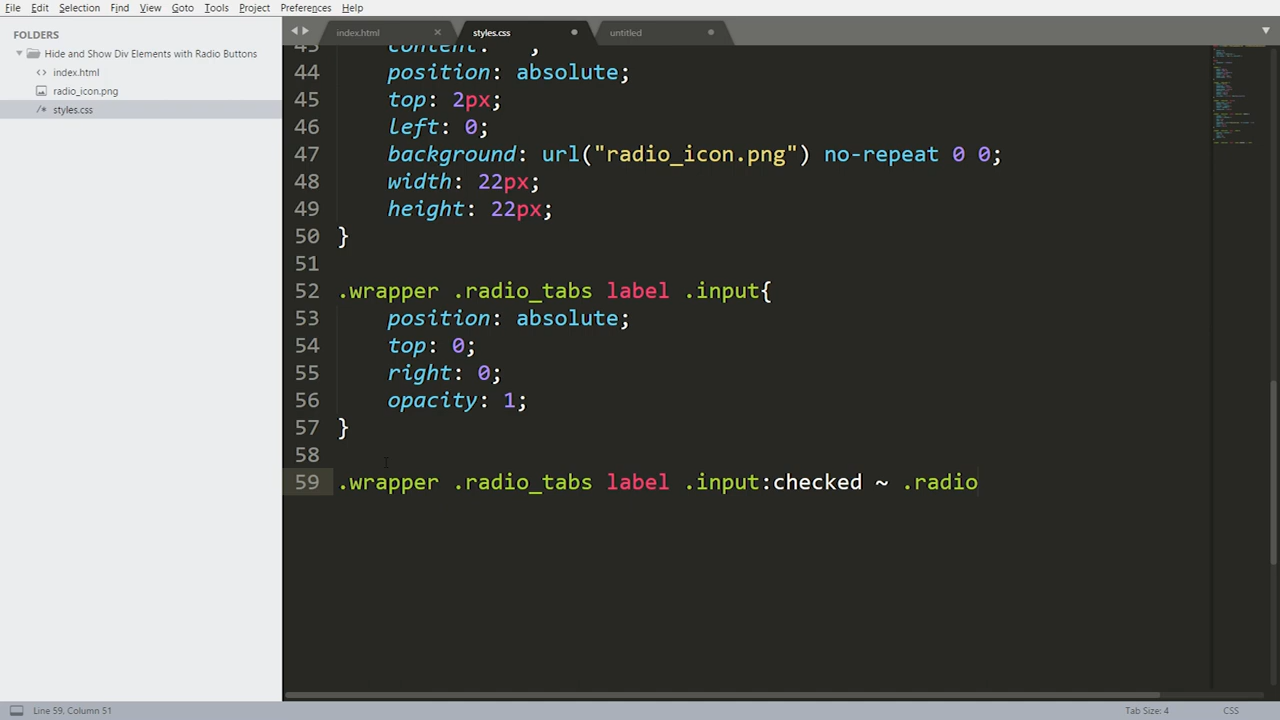 File Edit Selection Find View Goto Tools Project Preferences Help
FOLDERS
Hide and Show Div Elements with Radio Buttons
<> index.html
radio_icon.png
/* styles.css
index.html
styles.css
untitled
content: ;
44 position: absolute;
45 top: 2px;
46 left: 0;
47 background: url("radio_icon.png") no-repeat 0 0;
48 width: 22px;
49 height: 22px;
50 }
51
52 .wrapper .radio_tabs label .input{
53 position: absolute;
54 top: 0;
55 right: 0;
56 opacity: 1;
57 }
58
59 .wrapper .radio_tabs label .input:checked ~ .radio
Line 59, Column 51
Tab Size: 4
CSS